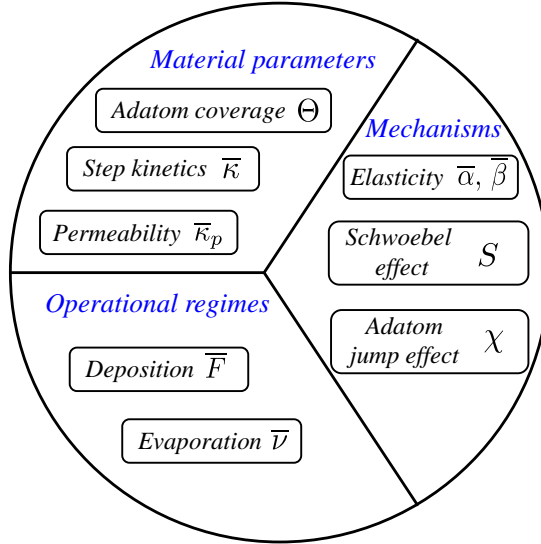 Material parameters
Adatom coverage Θ
Step kinetics κ̅
Permeability κ̅ₚ
Mechanisms
Elasticity α̅, β̅
Schwoebel
effect S
Adatom
jump effect χ
Operational regimes
Deposition F̅
Evaporation ν̅